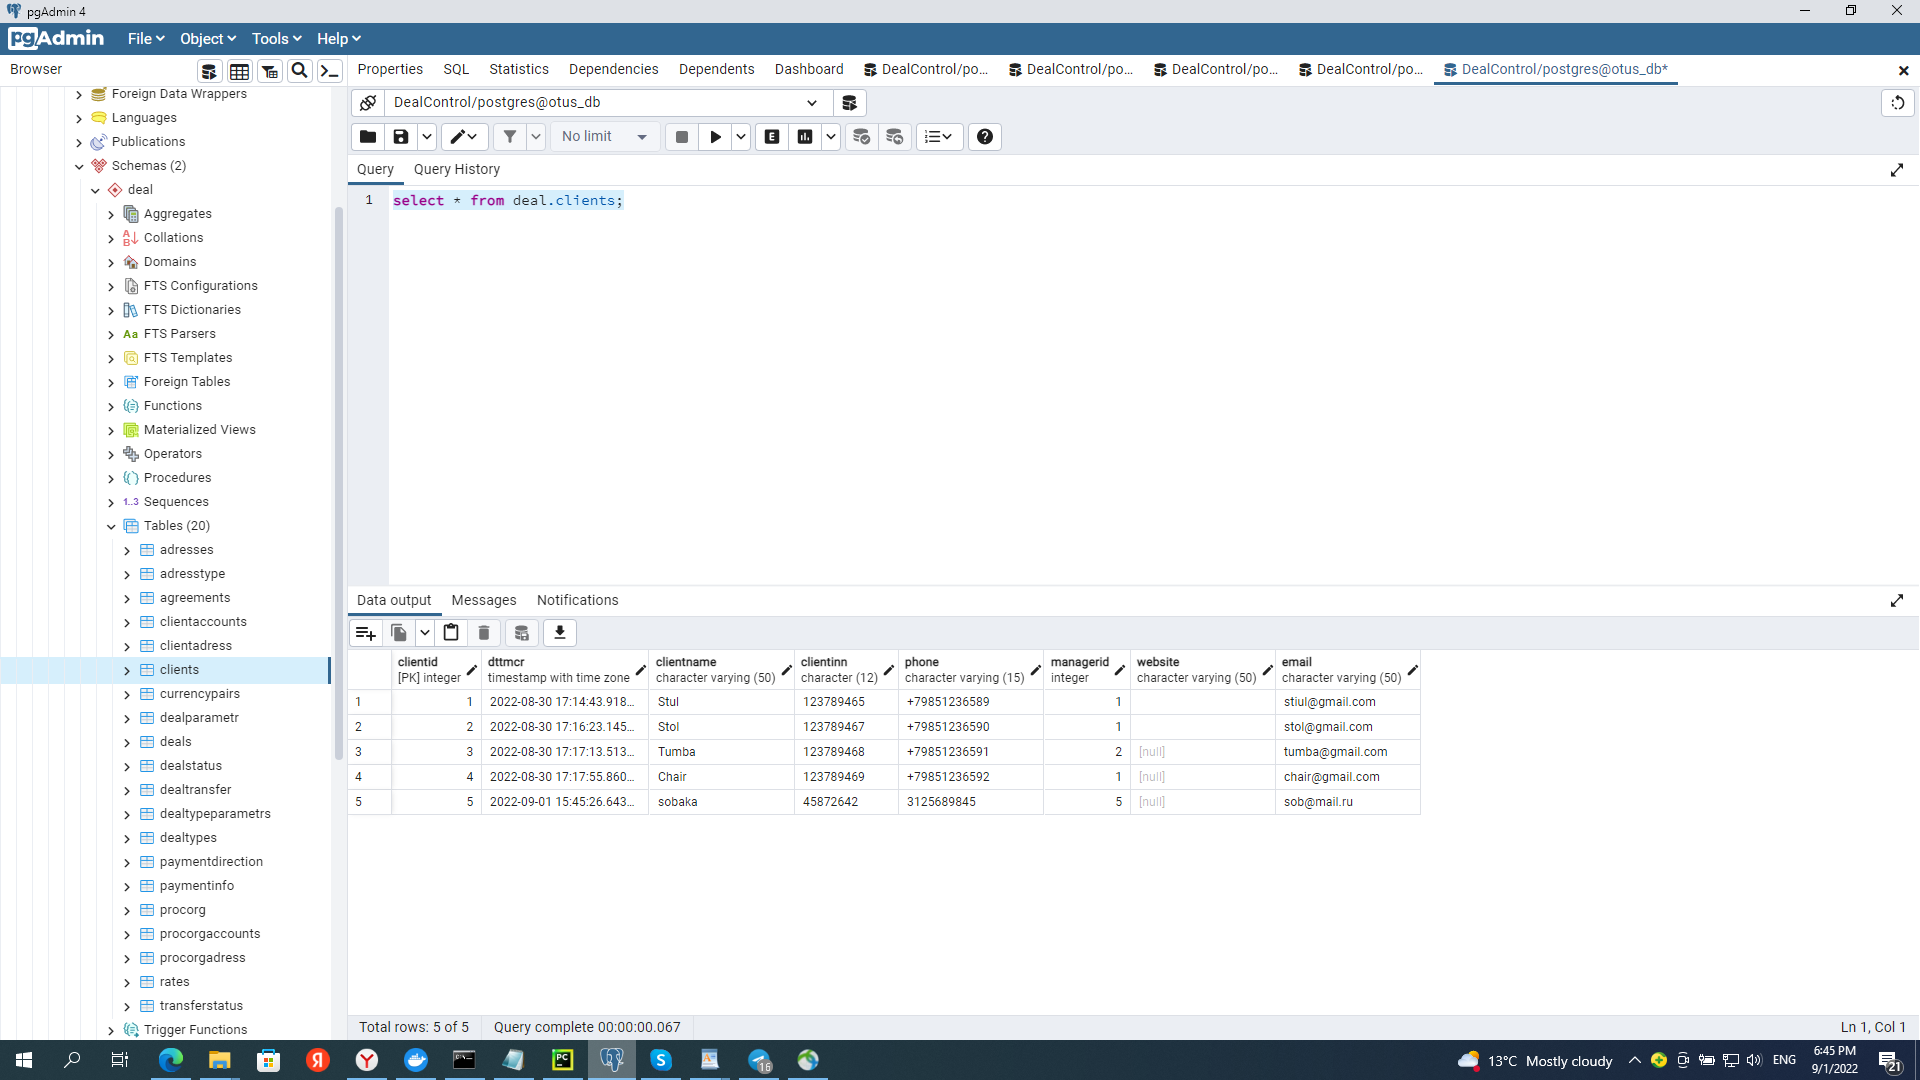 pgAdmin 4
pgAdmin File Object Tools Help
Browser
Properties SQL Statistics Dependencies Dependents Dashboard DealControl/po... DealControl/po... DealControl/po... DealControl/po... DealControl/postgres@otus_db*
Foreign Data Wrappers
Languages
Publications
Schemas (2)
deal
Aggregates
Collations
Domains
FTS Configurations
FTS Dictionaries
FTS Parsers
FTS Templates
Foreign Tables
Functions
Materialized Views
Operators
Procedures
1..3 Sequences
Tables (20)
adresses
adresstype
agreements
clientaccounts
clientadress
clients
currencypairs
dealparametr
deals
dealstatus
dealtransfer
dealtypeparametrs
dealtypes
paymentdirection
paymentinfo
procorg
procorgaccounts
procorgadress
rates
transferstatus
Trigger Functions
DealControl/postgres@otus_db
No limit
Query Query History
1 select * from deal.clients;
Data output Messages Notifications
clientid dttmcr clientname clientinn phone managerid website email
[PK] integer timestamp with time zone character varying (50) character (12) character varying (15) integer character varying (50) character varying (50)
1 1 2022-08-30 17:14:43.918... Stul 123789465 +79851236589 1 stiul@gmail.com
2 2 2022-08-30 17:16:23.145... Stol 123789467 +79851236590 1 stol@gmail.com
3 3 2022-08-30 17:17:13.513... Tumba 123789468 +79851236591 2 [null] tumba@gmail.com
4 4 2022-08-30 17:17:55.860... Chair 123789469 +79851236592 1 [null] chair@gmail.com
5 5 2022-09-01 15:45:26.643... sobaka 45872642 3125689845 5 [null] sob@mail.ru
Total rows: 5 of 5 Query complete 00:00:00.067 Ln 1, Col 1
13°C Mostly cloudy ENG 6:45 PM
9/1/2022
16
21